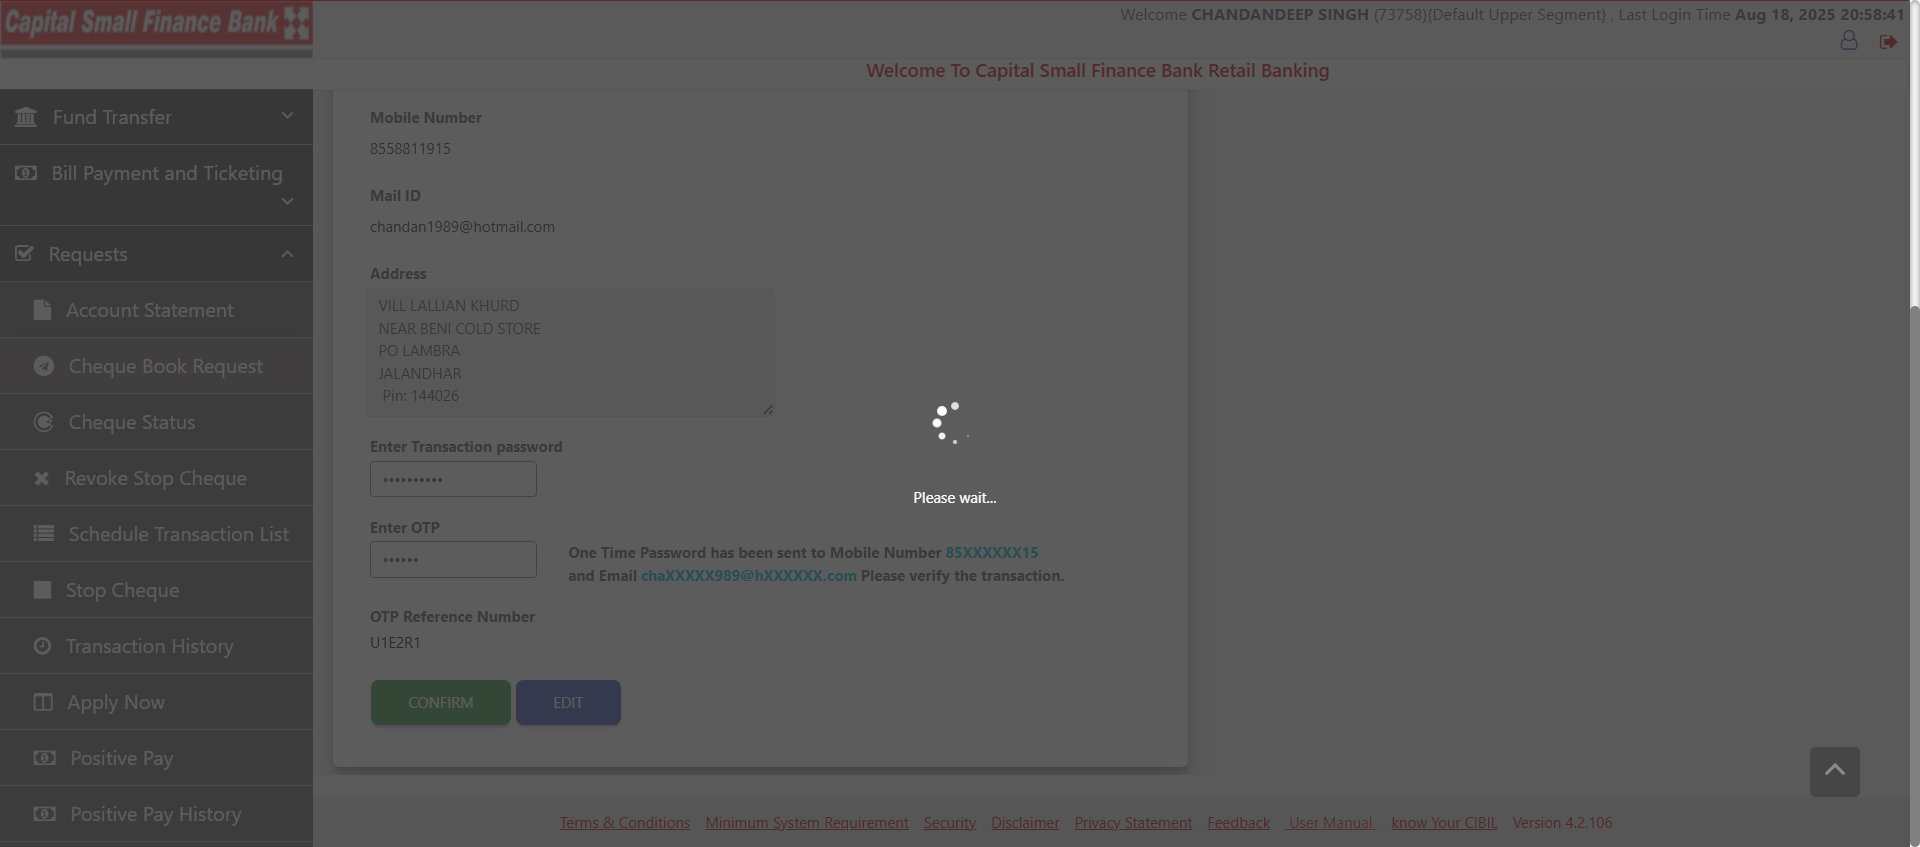 Capital Small Finance Bank
Welcome CHANDANDEEP SINGH (73758){Default Upper Segment} , Last Login Time Aug 18, 2025 20:58:41
Welcome To Capital Small Finance Bank Retail Banking
Fund Transfer
Bill Payment and Ticketing
Requests
Account Statement
Cheque Book Request
Cheque Status
Revoke Stop Cheque
Schedule Transaction List
Stop Cheque
Transaction History
Apply Now
Positive Pay
Positive Pay History
Mobile Number
8558811915
Mail ID
chandan1989@hotmail.com
Address
VILL LALLIAN KHURD
NEAR BENI COLD STORE
PO LAMBRA
JALANDHAR
Pin: 144026
Enter Transaction password
••••••••••
Enter OTP
••••••
One Time Password has been sent to Mobile Number 85XXXXXX15
and Email chaXXXXX989@hXXXXXX.com Please verify the transaction.
OTP Reference Number
U1E2R1
CONFIRM EDIT
Please wait...
Terms & Conditions Minimum System Requirement Security Disclaimer Privacy Statement Feedback User Manual know Your CIBIL Version 4.2.106